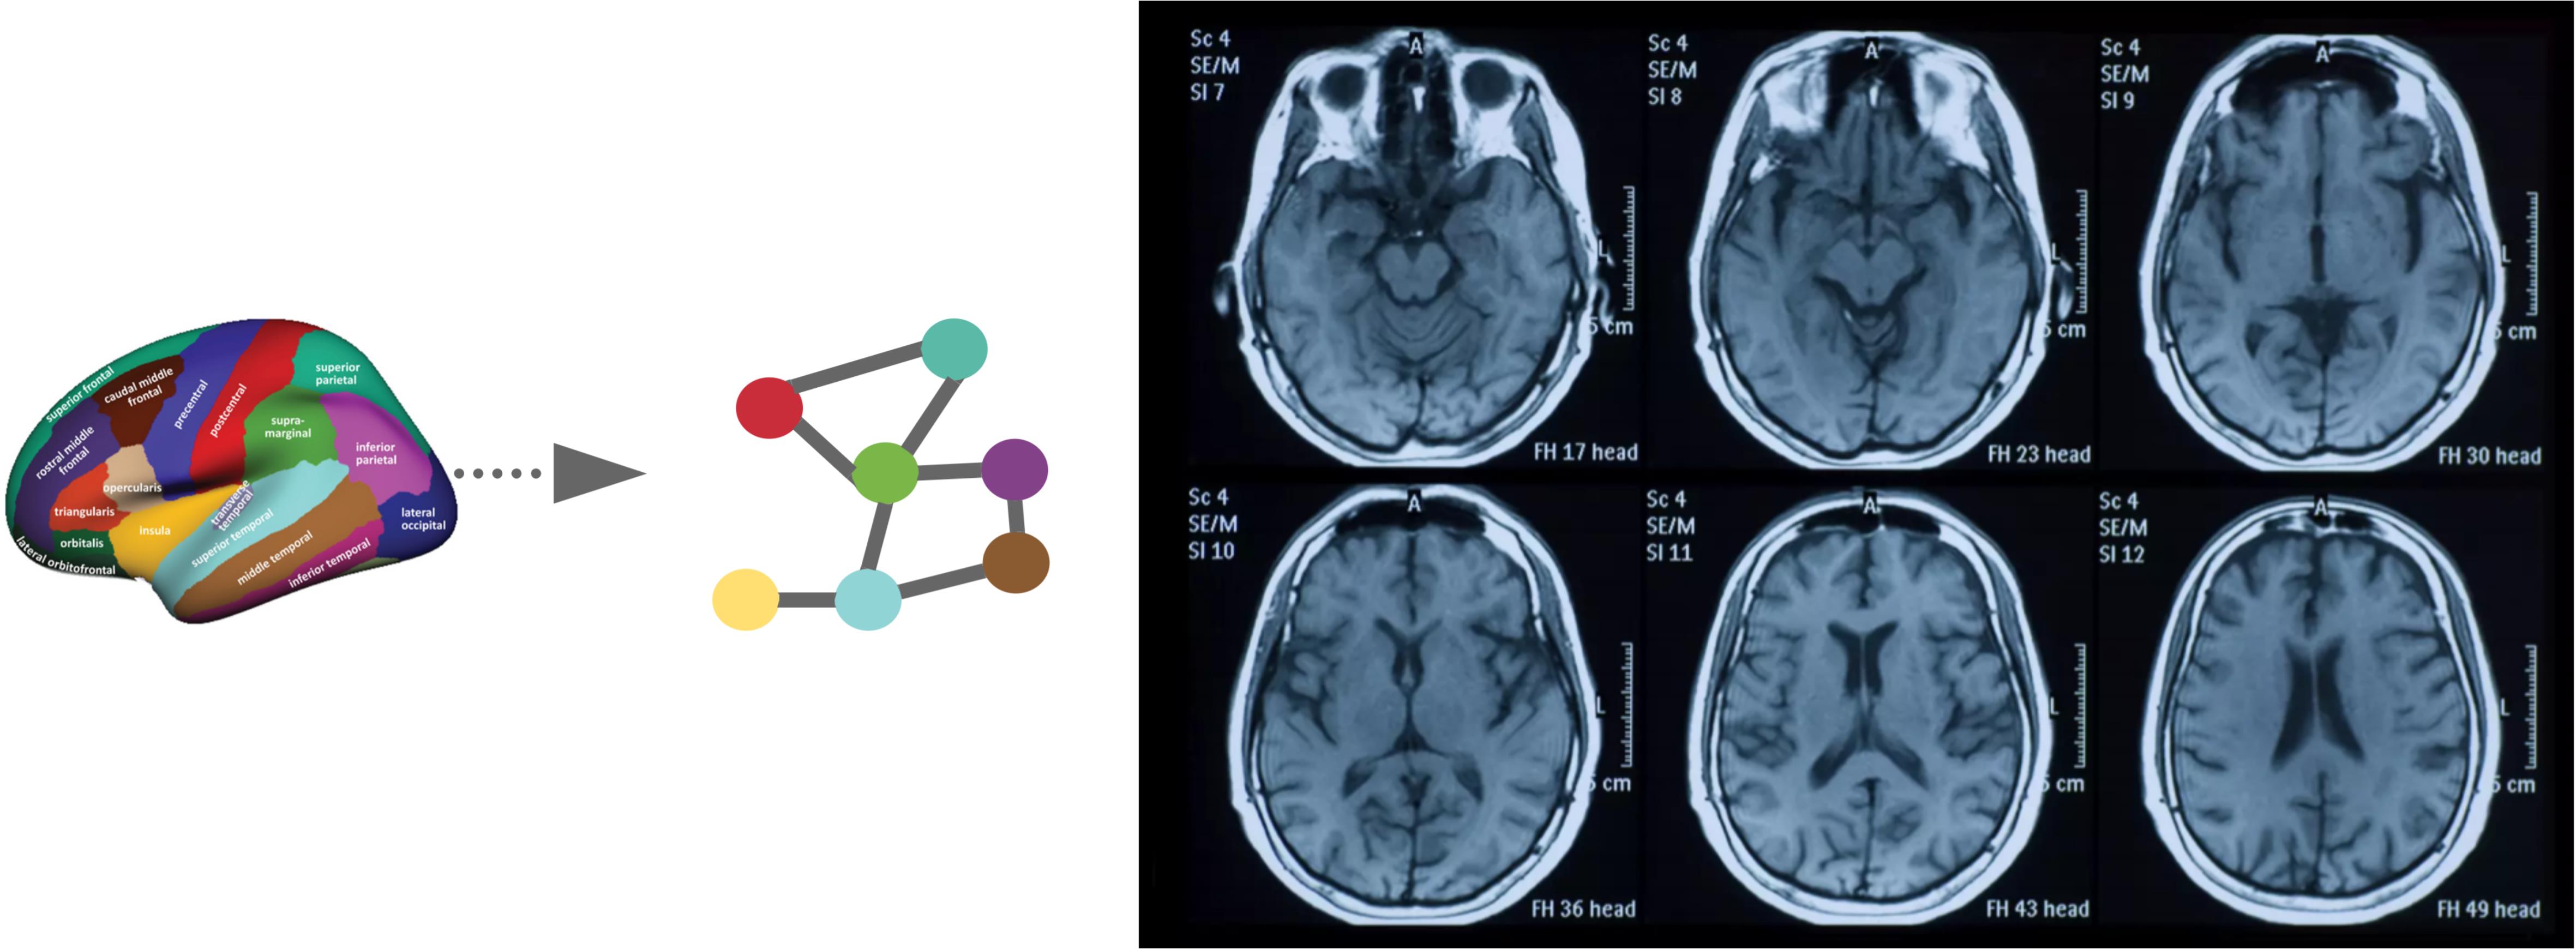 superior frontal
caudal middle
frontal
precentral
postcentral
superior
parietal
rostral middle
frontal
supra-
marginal
inferior
parietal
opercularis
triangularis
insula
transverse
temporal
superior temporal
lateral
occipital
orbitalis
middle temporal
lateral orbitofrontal
inferior temporal
Sc 4
SE/M
SI 7
A
L
5 cm
FH 17 head
Sc 4
SE/M
SI 8
A
L
5 cm
FH 23 head
Sc 4
SE/M
SI 9
A
L
5 cm
FH 30 head
Sc 4
SE/M
SI 10
A
L
5 cm
FH 36 head
Sc 4
SE/M
SI 11
A
L
5 cm
FH 43 head
Sc 4
SE/M
SI 12
A
L
5 cm
FH 49 head